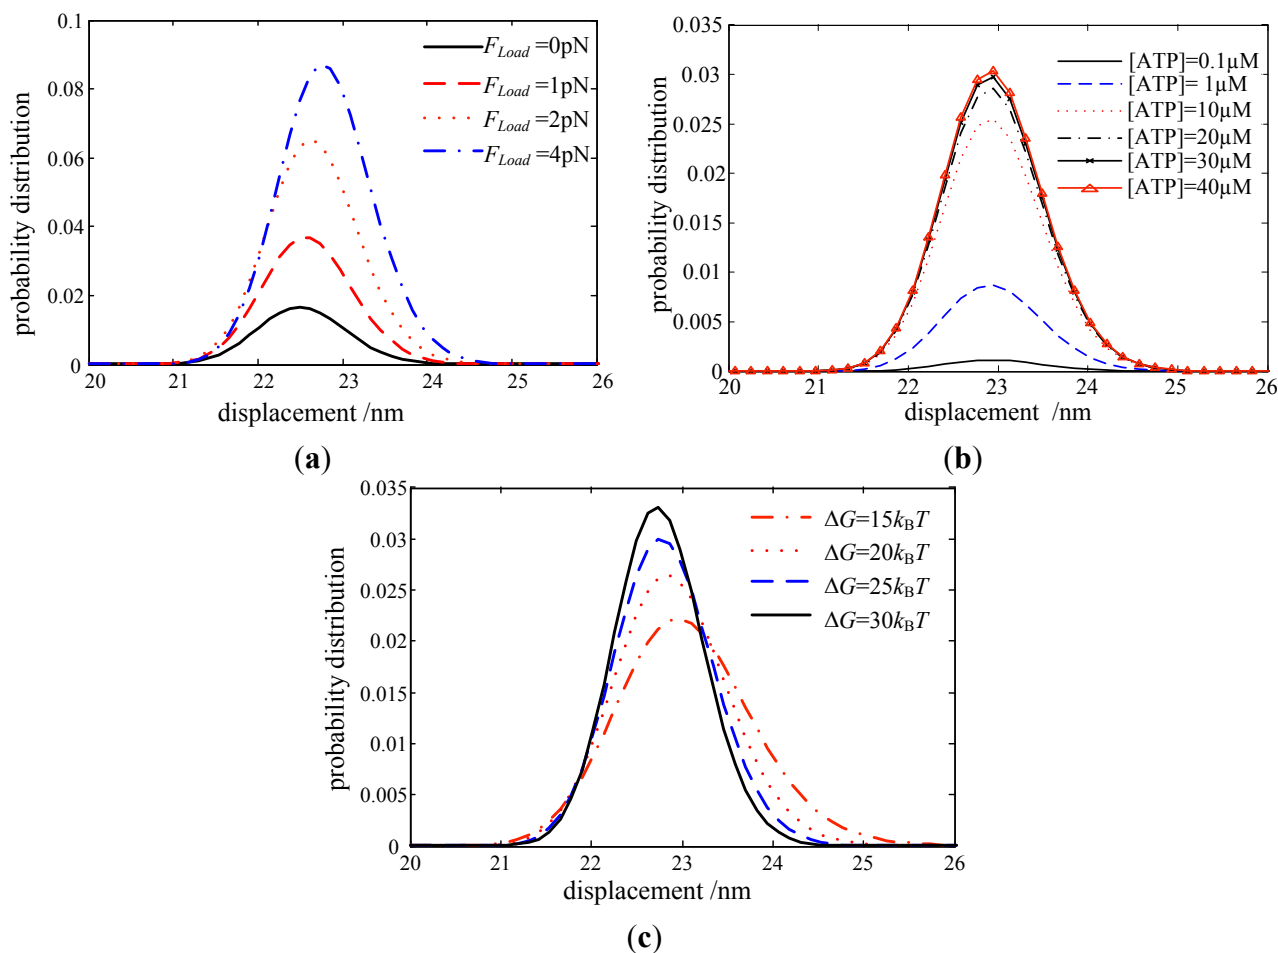 0.1
0.08
0.06
0.04
0.02
0
probability distribution
F_Load =0pN
F_Load =1pN
F_Load =2pN
F_Load =4pN
20 21 22 23 24 25 26
displacement /nm
(a)
0.035
0.03
0.025
0.02
0.015
0.01
0.005
0
probability distribution
[ATP]=0.1µM
[ATP]= 1µM
[ATP]=10µM
[ATP]=20µM
[ATP]=30µM
[ATP]=40µM
20 21 22 23 24 25 26
displacement /nm
(b)
0.035
0.03
0.025
0.02
0.015
0.01
0.005
0
probability distribution
ΔG=15k_BT
ΔG=20k_BT
ΔG=25k_BT
ΔG=30k_BT
20 21 22 23 24 25 26
displacement /nm
(c)